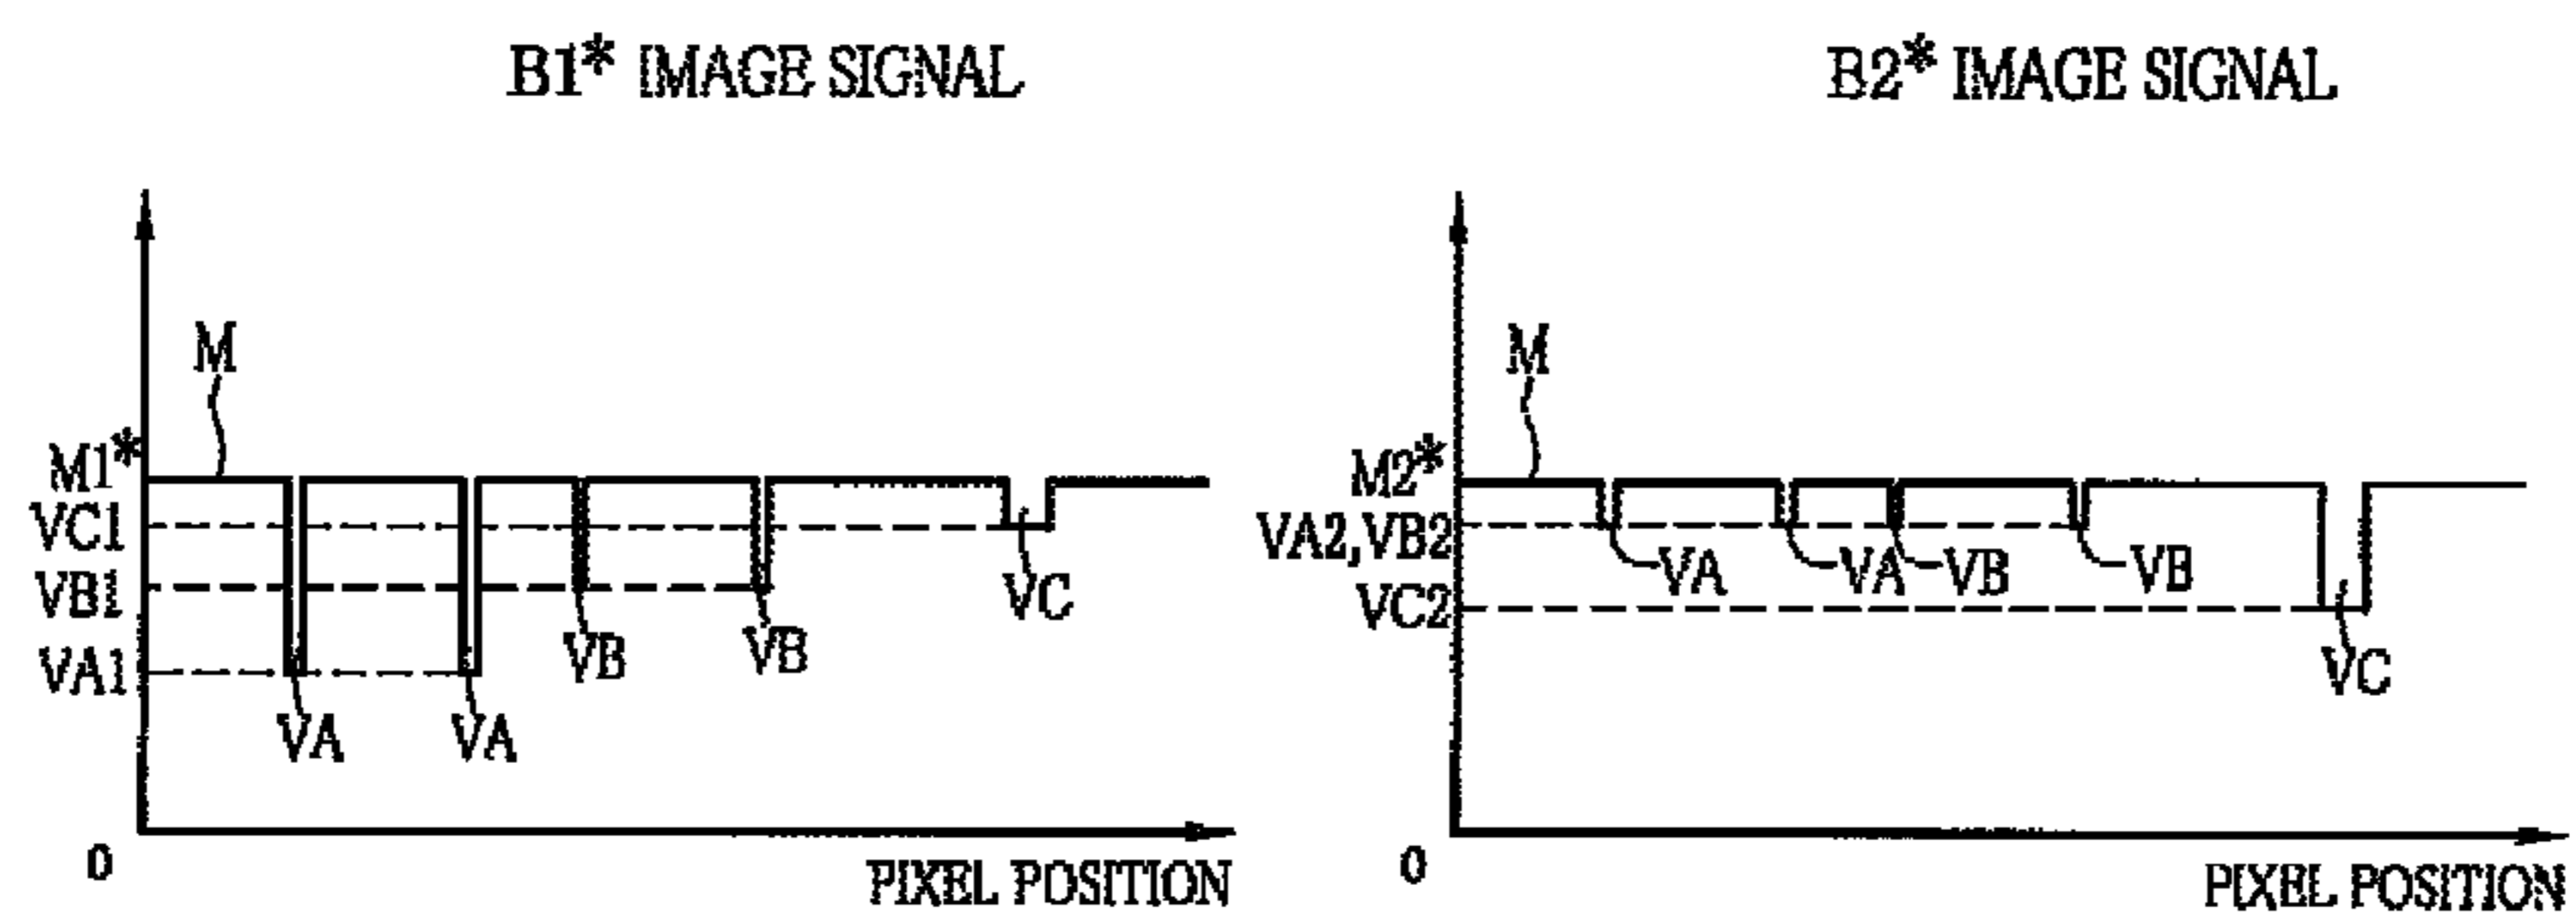 B1* IMAGE SIGNAL
M
M1*
VC1
VB1
VA1
VA
VA
VB
VB
VC
0
PIXEL POSITION
B2* IMAGE SIGNAL
M
M2*
VA2,VB2
VC2
VA
VA
VB
VB
VC
0
PIXEL POSITION